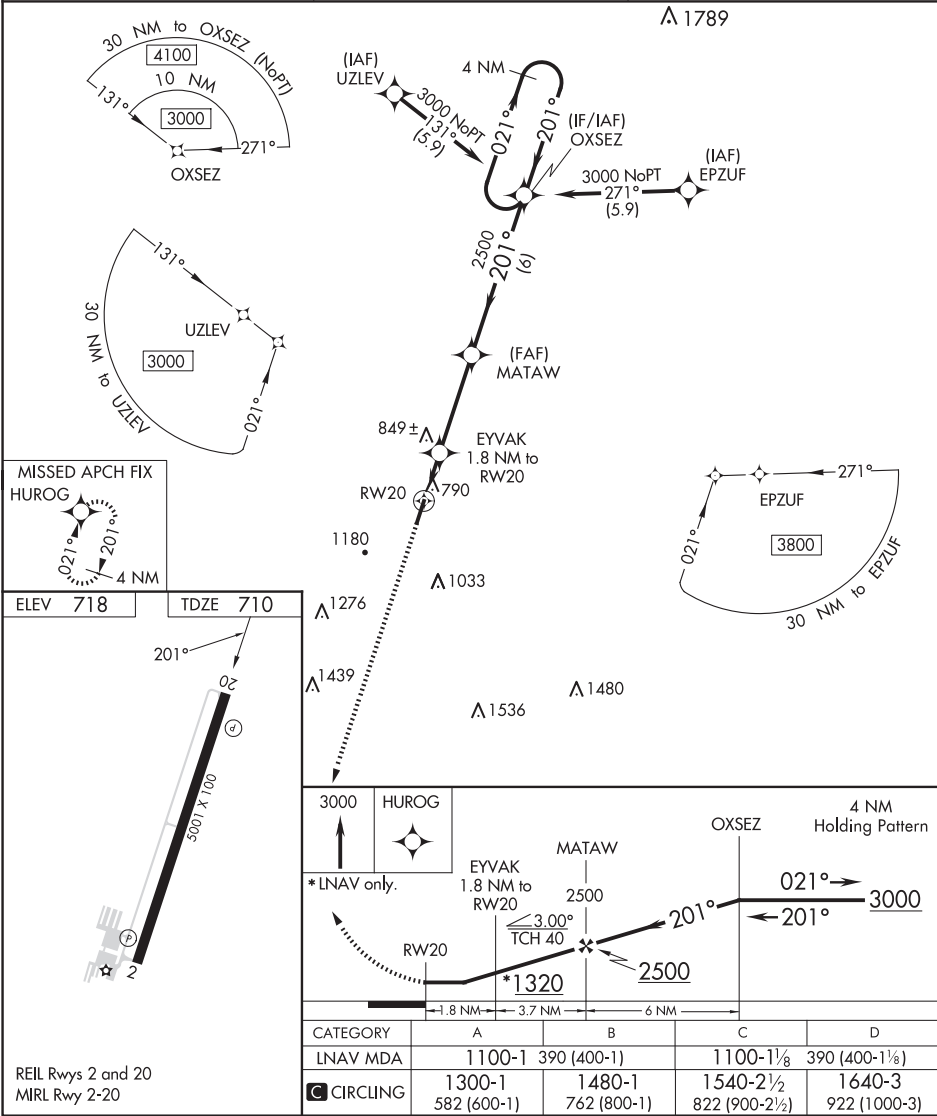 1789
30 NM to OXSEZ (NoPT)
4100
10 NM
3000
131°
271°
OXSEZ
(IAF)
UZLEV
3000 NoPT
131°
(5.9)
4 NM
021°
201°
(IF/IAF)
OXSEZ
(IAF)
EPZUF
3000 NoPT
271°
(5.9)
2500
201°
(6)
131°
UZLEV
3000
30 NM to UZLEV
021°
(FAF)
MATAW
849±
EYVAK
1.8 NM to
RW20
RW20
790
1180
1033
1276
1439
1536
1480
271°
EPZUF
021°
3800
30 NM to EPZUF
MISSED APCH FIX
HUROG
021°
201°
4 NM
ELEV 718
TDZE 710
201°
20
P
5001 X 100
P
2
REIL Rwys 2 and 20
MIRL Rwy 2-20
3000
HUROG
* LNAV only.
EYVAK
1.8 NM to
RW20
MATAW
2500
OXSEZ
4 NM
Holding Pattern
021°
201°
3000
201°
3.00°
TCH 40
RW20
*1320
2500
1.8 NM
3.7 NM
6 NM
CATEGORY A B C D
LNAV MDA 1100-1 390 (400-1) 1100-1⅛ 390 (400-1⅛)
C CIRCLING 1300-1 1480-1 1540-2½ 1640-3
582 (600-1) 762 (800-1) 822 (900-2½) 922 (1000-3)